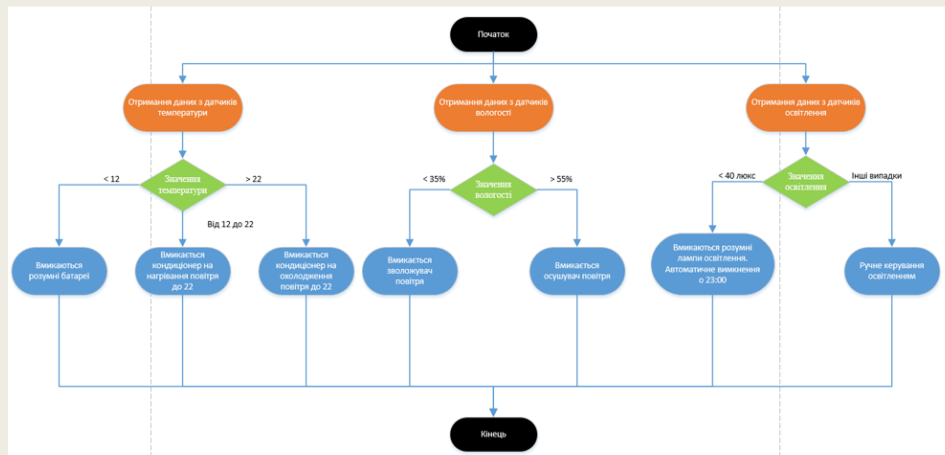 Початок
Отримання даних з датчиків
температури
Отримання даних з датчиків
вологості
Отримання даних з датчиків
освітлення
< 12
Значення
температури
> 22
< 35%
Значення
вологості
> 55%
< 40 люкс
Значення
освітлення
Інші випадки
Від 12 до 22
Вмикаються
розумні батареї
Вмикається
кондиціонер на
нагрівання повітря
до 22
Вмикається
кондиціонер на
околодження
повітря до 22
Вмикається
зволожувач
повітря
Вмикається
осушувач повітря
Вмикаються розумні
лампи освітлення.
Автоматичне вимкнення
о 23:00
Ручне керування
освітленням
Кінець